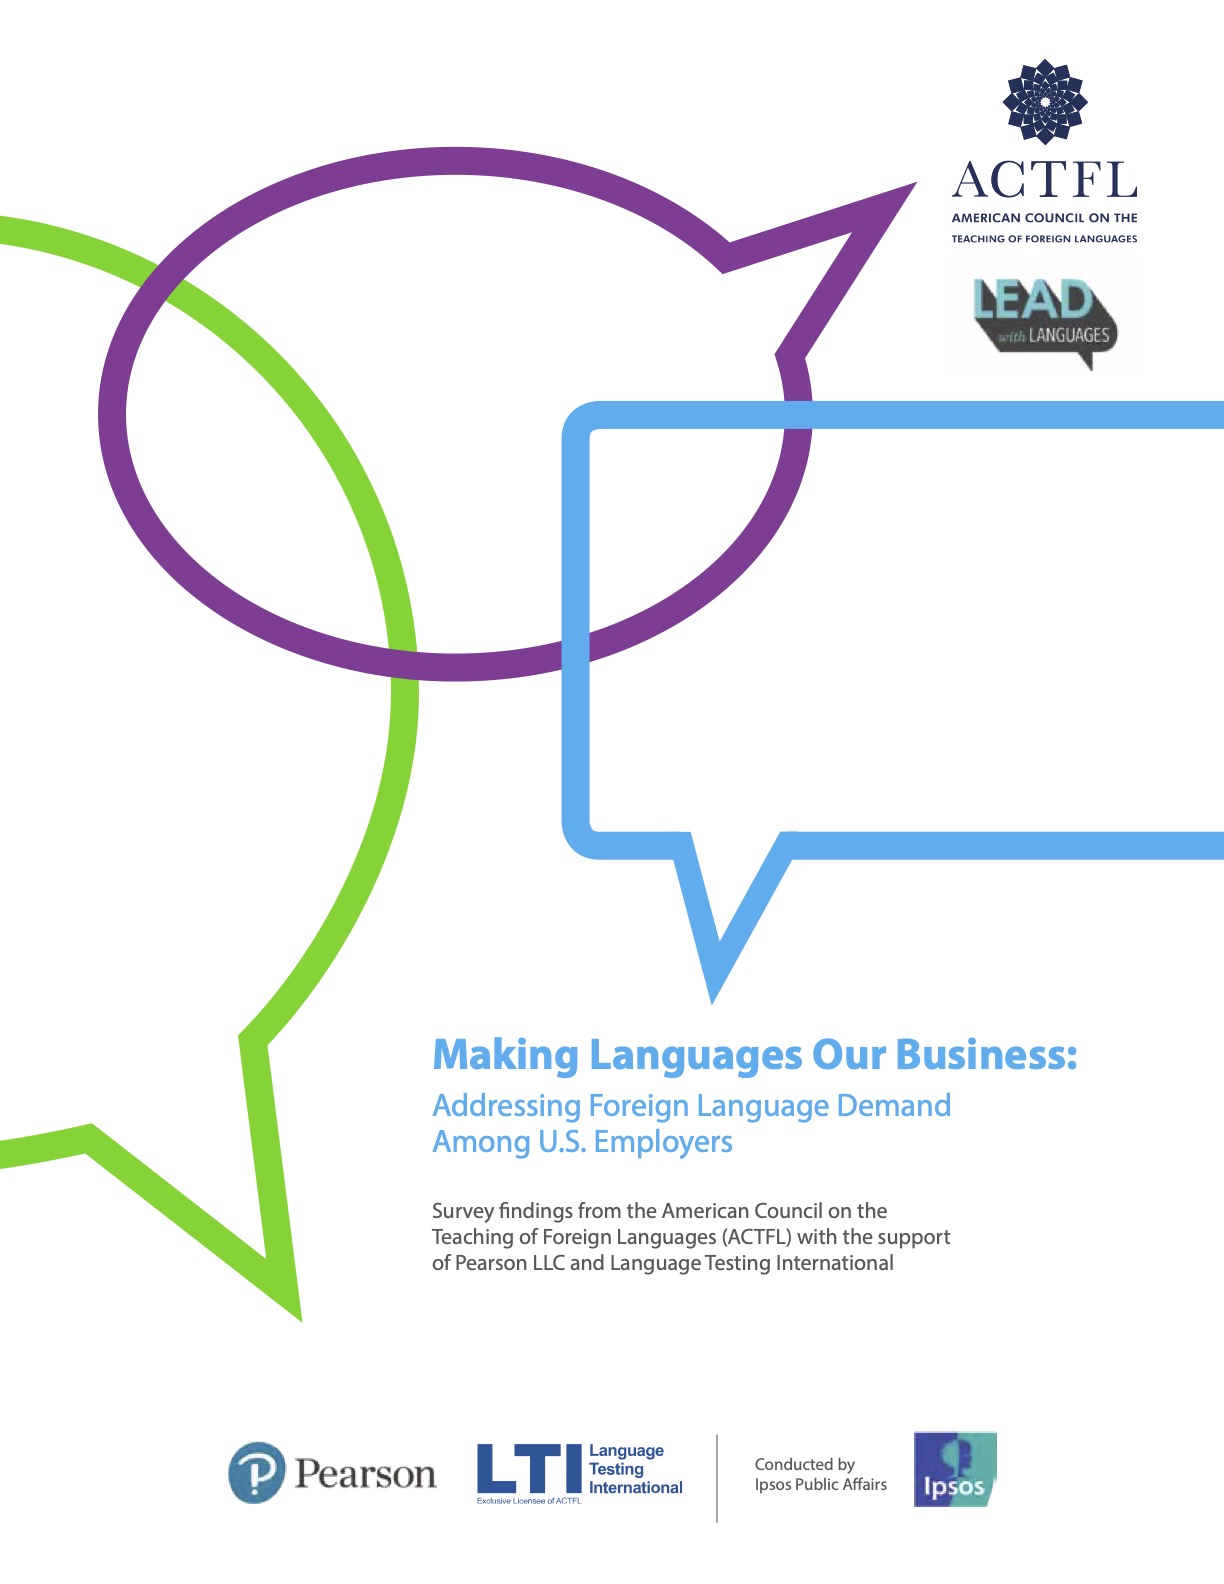 ACTFL
AMERICAN COUNCIL ON THE
TEACHING OF FOREIGN LANGUAGES
LEAD
with LANGUAGES
Making Languages Our Business:
Addressing Foreign Language Demand
Among U.S. Employers
Survey findings from the American Council on the
Teaching of Foreign Languages (ACTFL) with the support
of Pearson LLC and Language Testing International
P Pearson
LTI
Language
Testing
International
Exclusive Licensee of ACTFL
Conducted by
Ipsos Public Affairs
Ipsos